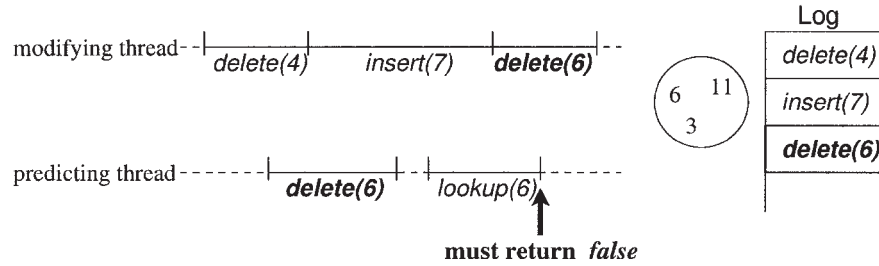 Log
modifying thread
delete(4)
insert(7)
delete(6)
6
11
3
delete(4)
insert(7)
delete(6)
predicting thread
delete(6)
lookup(6)
must return false